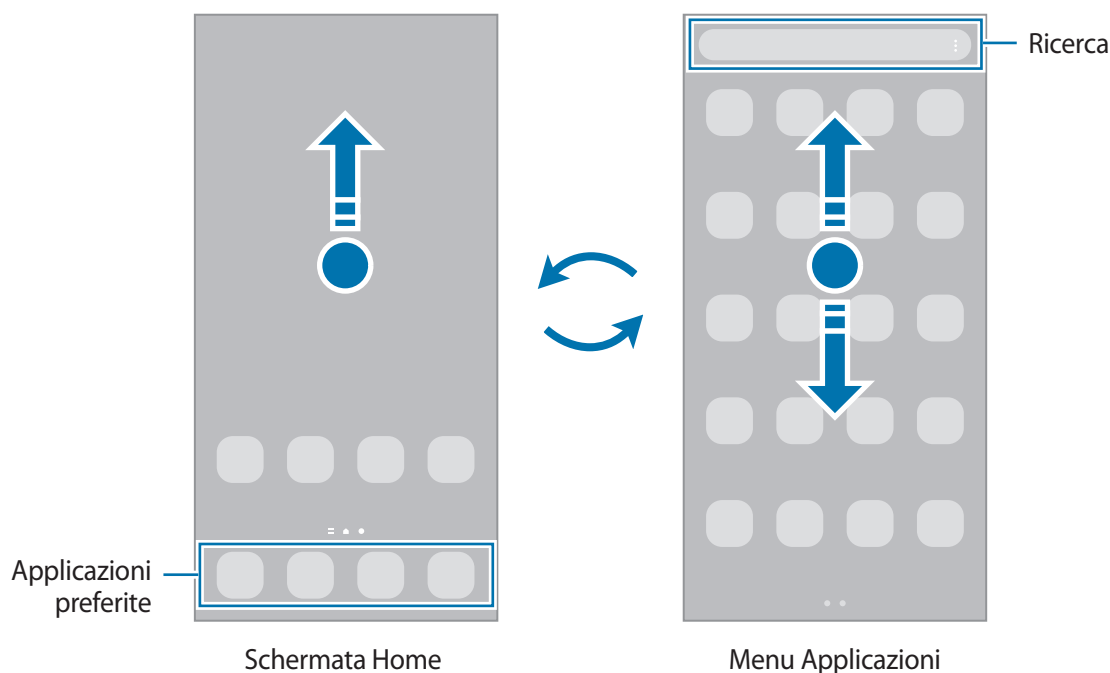 Ricerca
Applicazioni
preferite
Schermata Home
Menu Applicazioni